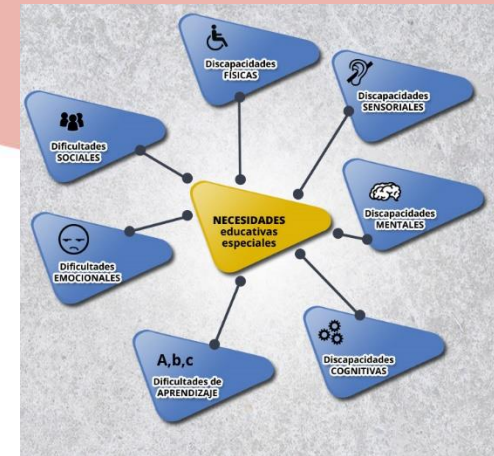 Discapacidades
FÍSICAS
Discapacidades
SENSORIALES
Dificultades
SOCIALES
NECESIDADES
educativas
especiales
Discapacidades
MENTALES
Dificultades
EMOCIONALES
A,b,c
Dificultades de
APRENDIZAJE
Discapacidades
COGNITIVAS